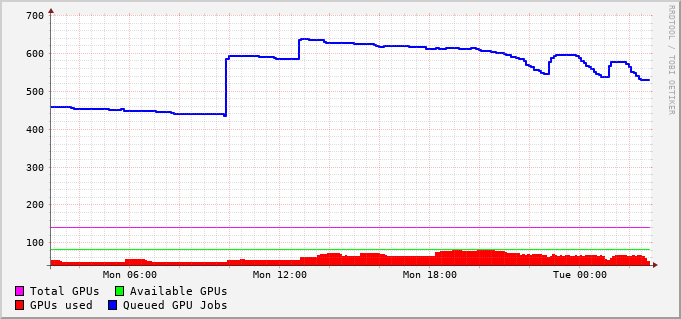 700
600
500
400
300
200
100
Mon 06:00 Mon 12:00 Mon 18:00 Tue 00:00
Total GPUs Available GPUs
GPUs used Queued GPU Jobs
RRDTOOL / TOBI OETIKER